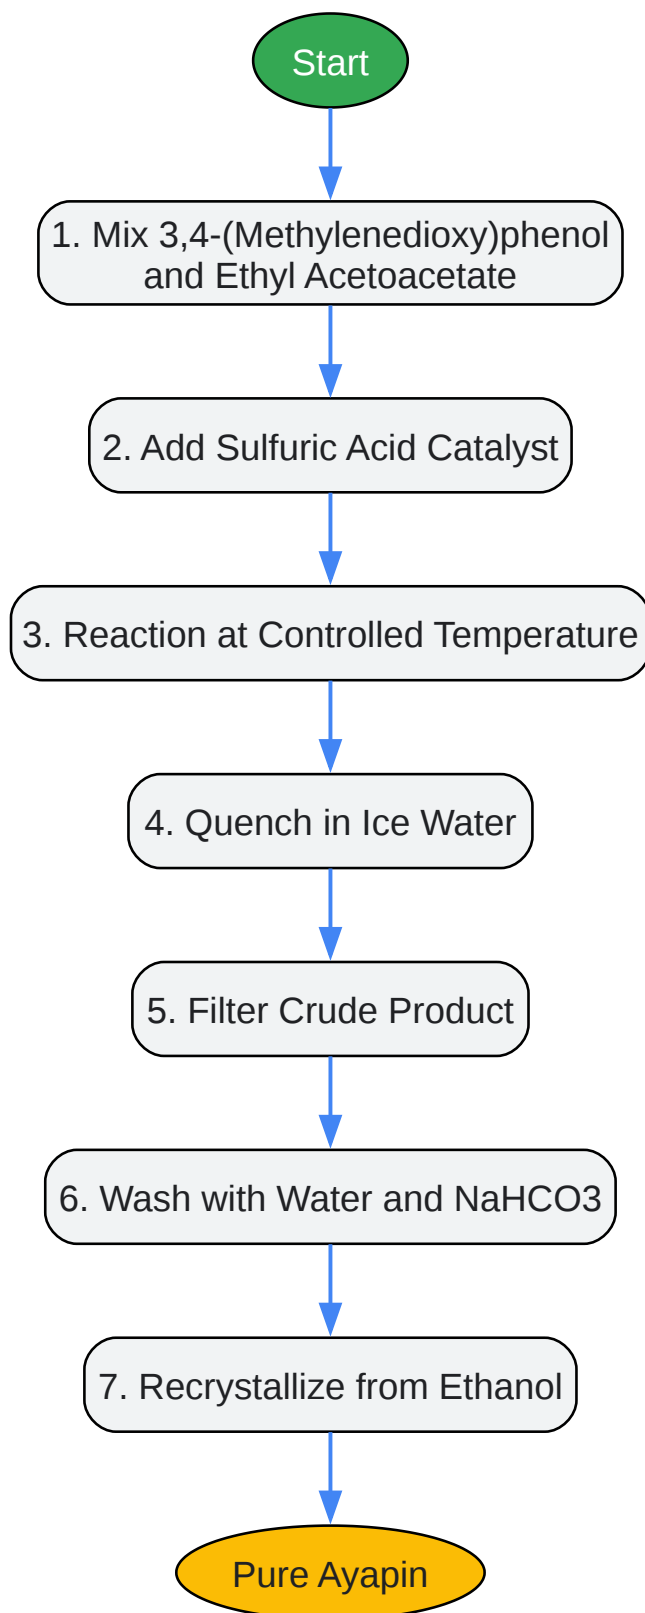 Start
1. Mix 3,4-(Methylenedioxy)phenol
and Ethyl Acetoacetate
2. Add Sulfuric Acid Catalyst
3. Reaction at Controlled Temperature
4. Quench in Ice Water
5. Filter Crude Product
6. Wash with Water and NaHCO3
7. Recrystallize from Ethanol
Pure Ayapin